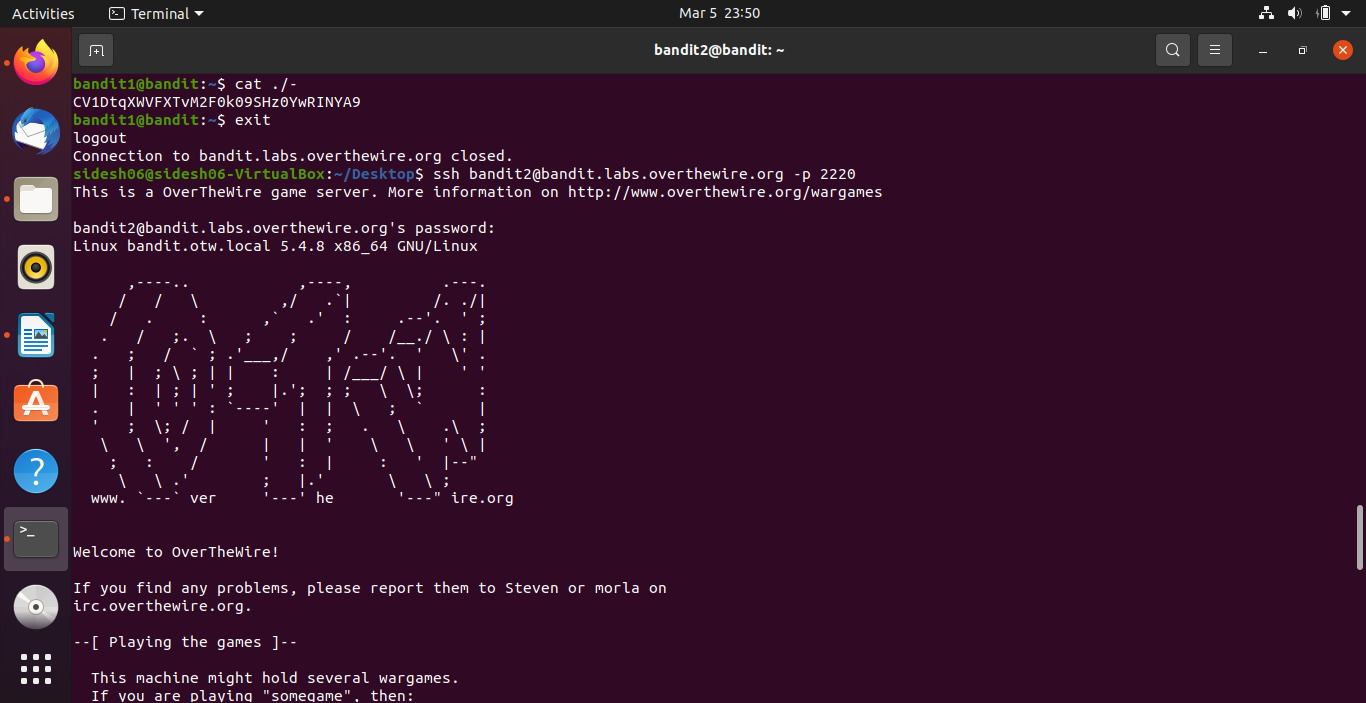 Activities
Terminal
Mar 5 23:50
bandit2@bandit: ~
bandit1@bandit:~$ cat ./-
CV1DtqXWVFXTvM2F0k09SHz0YwRINYA9
bandit1@bandit:~$ exit
logout
Connection to bandit.labs.overthewire.org closed.
sidesh06@sidesh06-VirtualBox:~/Desktop$ ssh bandit2@bandit.labs.overthewire.org -p 2220
This is a OverTheWire game server. More information on http://www.overthewire.org/wargames
bandit2@bandit.labs.overthewire.org's password:
Linux bandit.otw.local 5.4.8 x86_64 GNU/Linux
www. `---` ver '---' he '---" ire.org
Welcome to OverTheWire!
If you find any problems, please report them to Steven or morla on
irc.overthewire.org.
--[ Playing the games ]--
This machine might hold several wargames.
If you are playing "somegame", then: